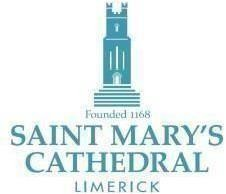 Founded 1168
SAINT MARY'S
CATHEDRAL
LIMERICK